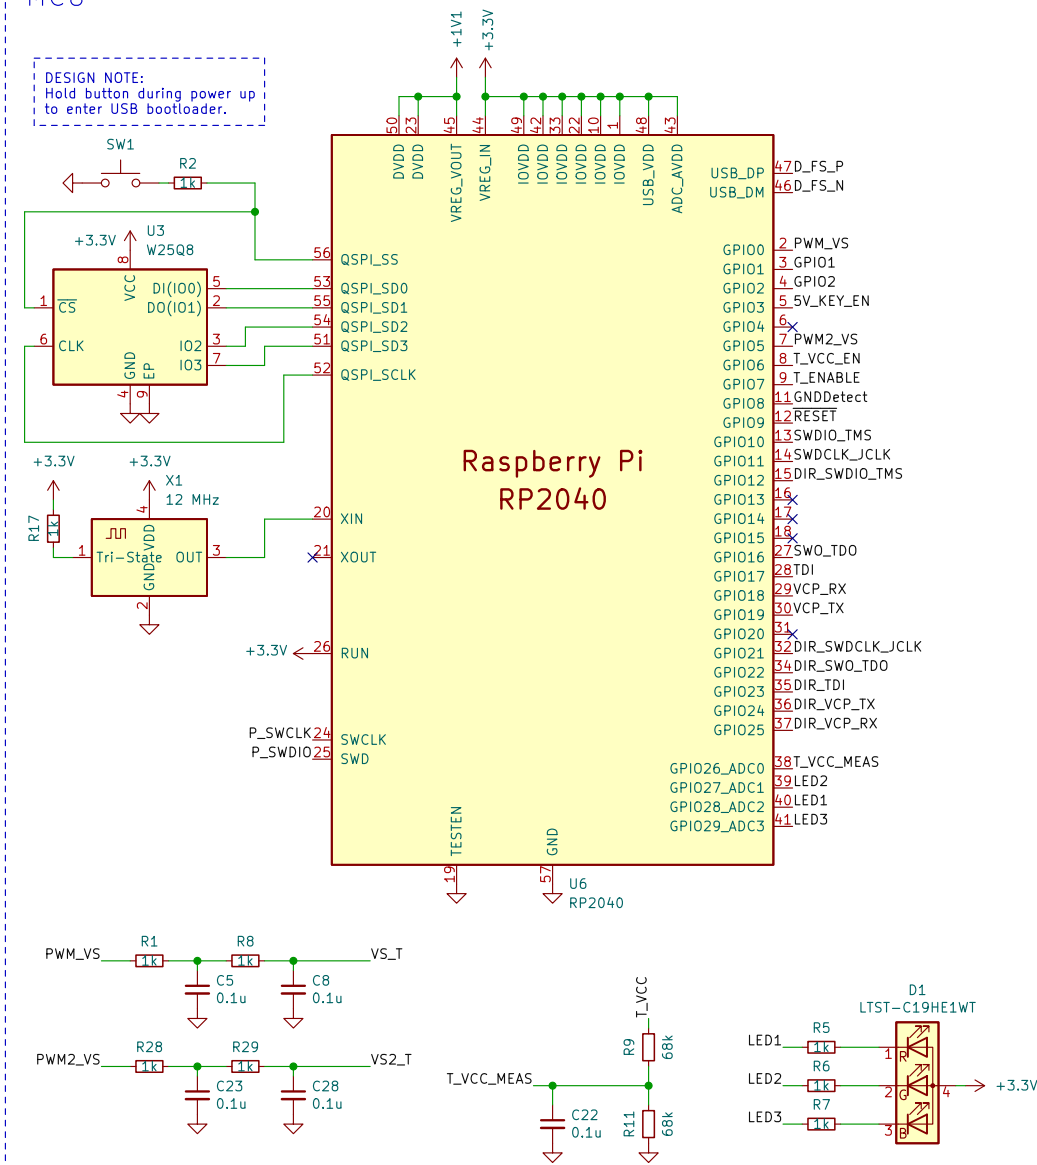 MCU
DESIGN NOTE:
Hold button during power up
to enter USB bootloader.
+1V1
+3.3V
SW1
R2
1k
+3.3V
U3
W25Q8
8
VCC
1
CS
6
CLK
DI(IO0)
5
DO(IO1)
2
IO2
3
IO3
7
GND
4
EP
9
+3.3V
+3.3V
R17
1k
X1
12 MHz
4
VDD
1
Tri-State
OUT
3
GND
2
50
DVDD
23
DVDD
45
VREG_VOUT
44
VREG_IN
49
IOVDD
42
IOVDD
33
IOVDD
22
IOVDD
10
IOVDD
1
IOVDD
48
USB_VDD
43
ADC_AVDD
56
QSPI_SS
53
QSPI_SD0
55
QSPI_SD1
54
QSPI_SD2
51
QSPI_SD3
52
QSPI_SCLK
20
XIN
21
XOUT
+3.3V
26
RUN
P_SWCLK
24
SWCLK
P_SWDIO
25
SWD
Raspberry Pi
RP2040
USB_DP
47
D_FS_P
USB_DM
46
D_FS_N
GPIO0
2
PWM_VS
GPIO1
3
GPIO1
GPIO2
4
GPIO2
GPIO3
5
5V_KEY_EN
GPIO4
6
GPIO5
7
PWM2_VS
GPIO6
8
T_VCC_EN
GPIO7
9
T_ENABLE
GPIO8
11
GNDDetect
GPIO9
12
RESET
GPIO10
13
SWDIO_TMS
GPIO11
14
SWDCLK_JCLK
GPIO12
15
DIR_SWDIO_TMS
GPIO13
16
GPIO14
17
GPIO15
18
GPIO16
27
SWO_TDO
GPIO17
28
TDI
GPIO18
29
VCP_RX
GPIO19
30
VCP_TX
GPIO20
31
GPIO21
32
DIR_SWDCLK_JCLK
GPIO22
34
DIR_SWO_TDO
GPIO23
35
DIR_TDI
GPIO24
36
DIR_VCP_TX
GPIO25
37
DIR_VCP_RX
GPIO26_ADC0
38
T_VCC_MEAS
GPIO27_ADC1
39
LED2
GPIO28_ADC2
40
LED1
GPIO29_ADC3
41
LED3
TESTEN
19
GND
57
U6
RP2040
PWM_VS
R1
1k
R8
1k
VS_T
C5
0.1u
C8
0.1u
PWM2_VS
R28
1k
R29
1k
VS2_T
C23
0.1u
C28
0.1u
T_VCC
R9
68k
T_VCC_MEAS
C22
0.1u
R11
68k
D1
LTST-C19HE1WT
LED1
R5
1k
1
R
LED2
R6
1k
2
G
4
+3.3V
LED3
R7
1k
3
B